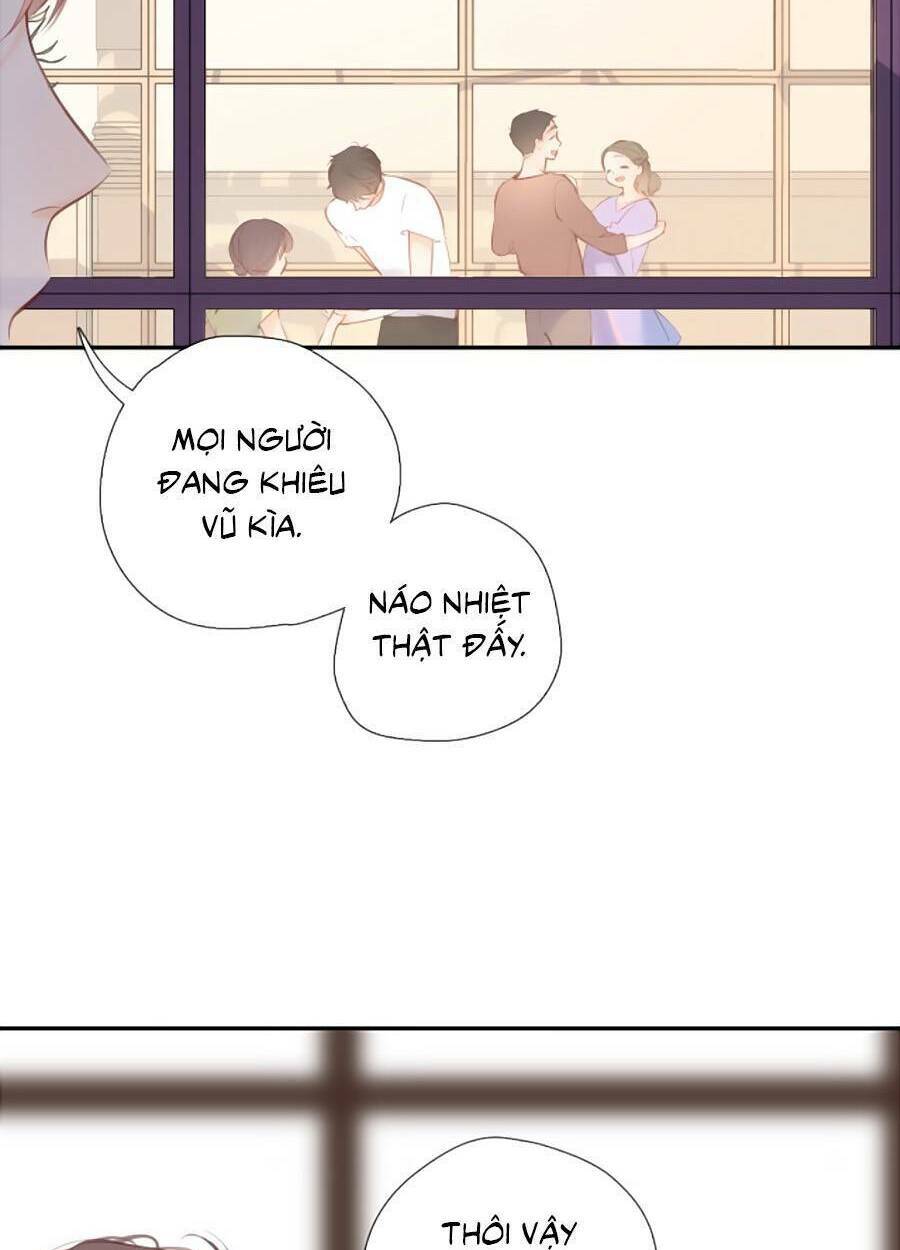 MỌI NGƯỜI
ĐANG KHIÊU
VŨ KÌA.
NÁO NHIỆT
THẬT ĐẤY.
THÔI VẬY